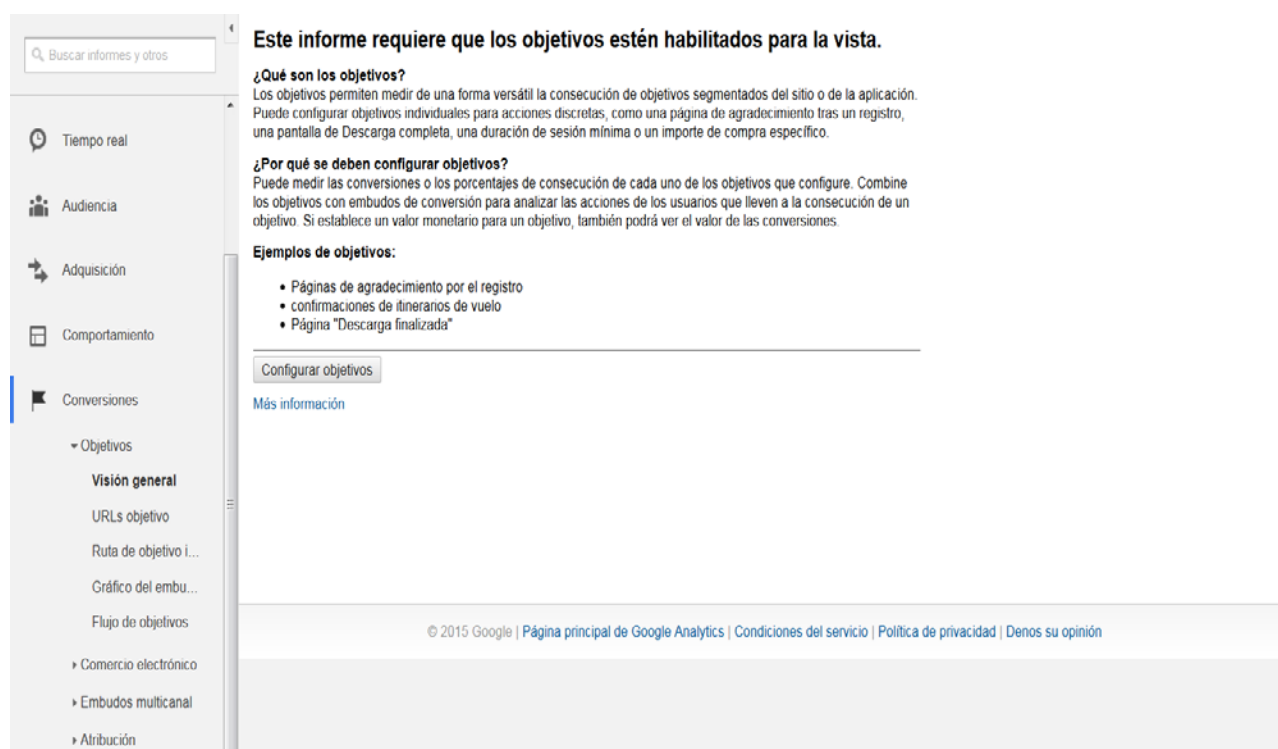 Buscar informes y otros
Tiempo real
Audiencia
Adquisición
Comportamiento
Conversiones
Objetivos
Visión general
URLs objetivo
Ruta de objetivo i...
Gráfico del embu...
Flujo de objetivos
Comercio electrónico
Embudos multicanal
Atribución
Este informe requiere que los objetivos estén habilitados para la vista.
¿Qué son los objetivos?
Los objetivos permiten medir de una forma versátil la consecución de objetivos segmentados del sitio o de la aplicación.
Puede configurar objetivos individuales para acciones discretas, como una página de agradecimiento tras un registro,
una pantalla de Descarga completa, una duración de sesión mínima o un importe de compra específico.
¿Por qué se deben configurar objetivos?
Puede medir las conversiones o los porcentajes de consecución de cada uno de los objetivos que configure. Combine
los objetivos con embudos de conversión para analizar las acciones de los usuarios que lleven a la consecución de un
objetivo. Si establece un valor monetario para un objetivo, también podrá ver el valor de las conversiones.
Ejemplos de objetivos:
• Páginas de agradecimiento por el registro
• confirmaciones de itinerarios de vuelo
• Página "Descarga finalizada"
Configurar objetivos
Más información
© 2015 Google | Página principal de Google Analytics | Condiciones del servicio | Política de privacidad | Denos su opinión